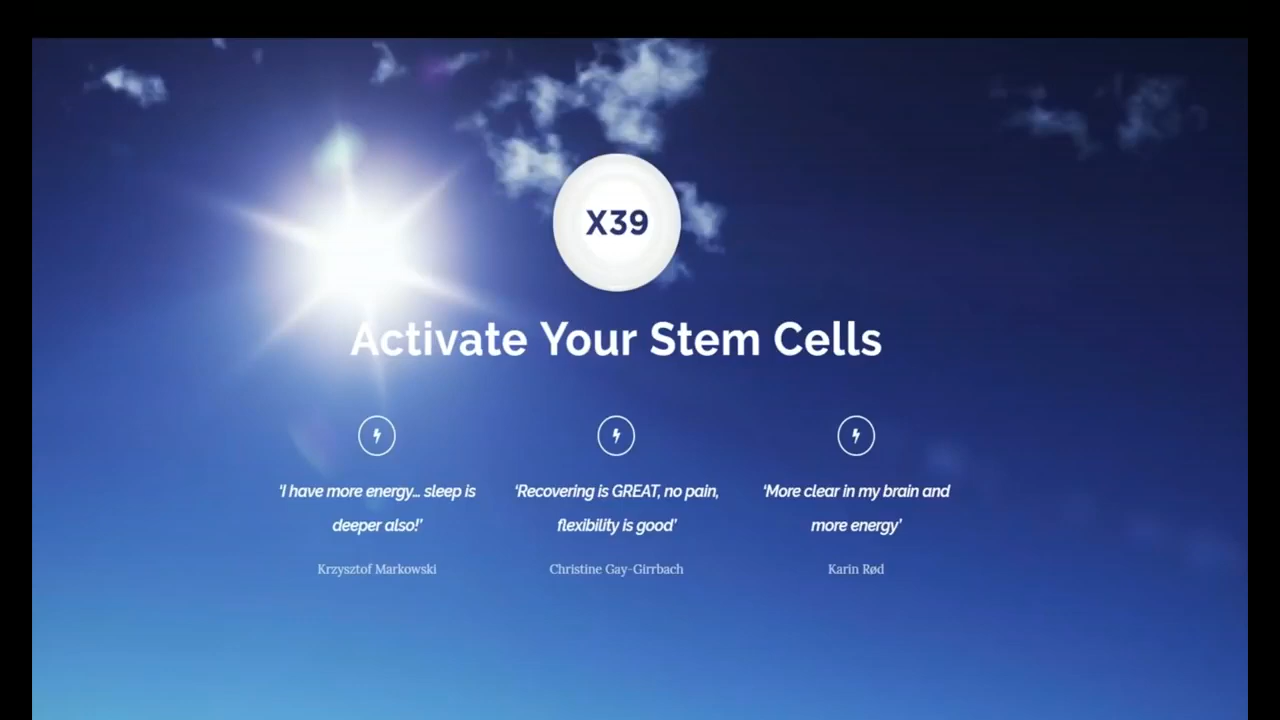 X39
Activate Your Stem Cells
‘I have more energy... sleep is
deeper also!’
‘Recovering is GREAT, no pain,
flexibility is good’
‘More clear in my brain and
more energy’
Krzysztof Markowski
Christine Gay-Girrbach
Karin Rød